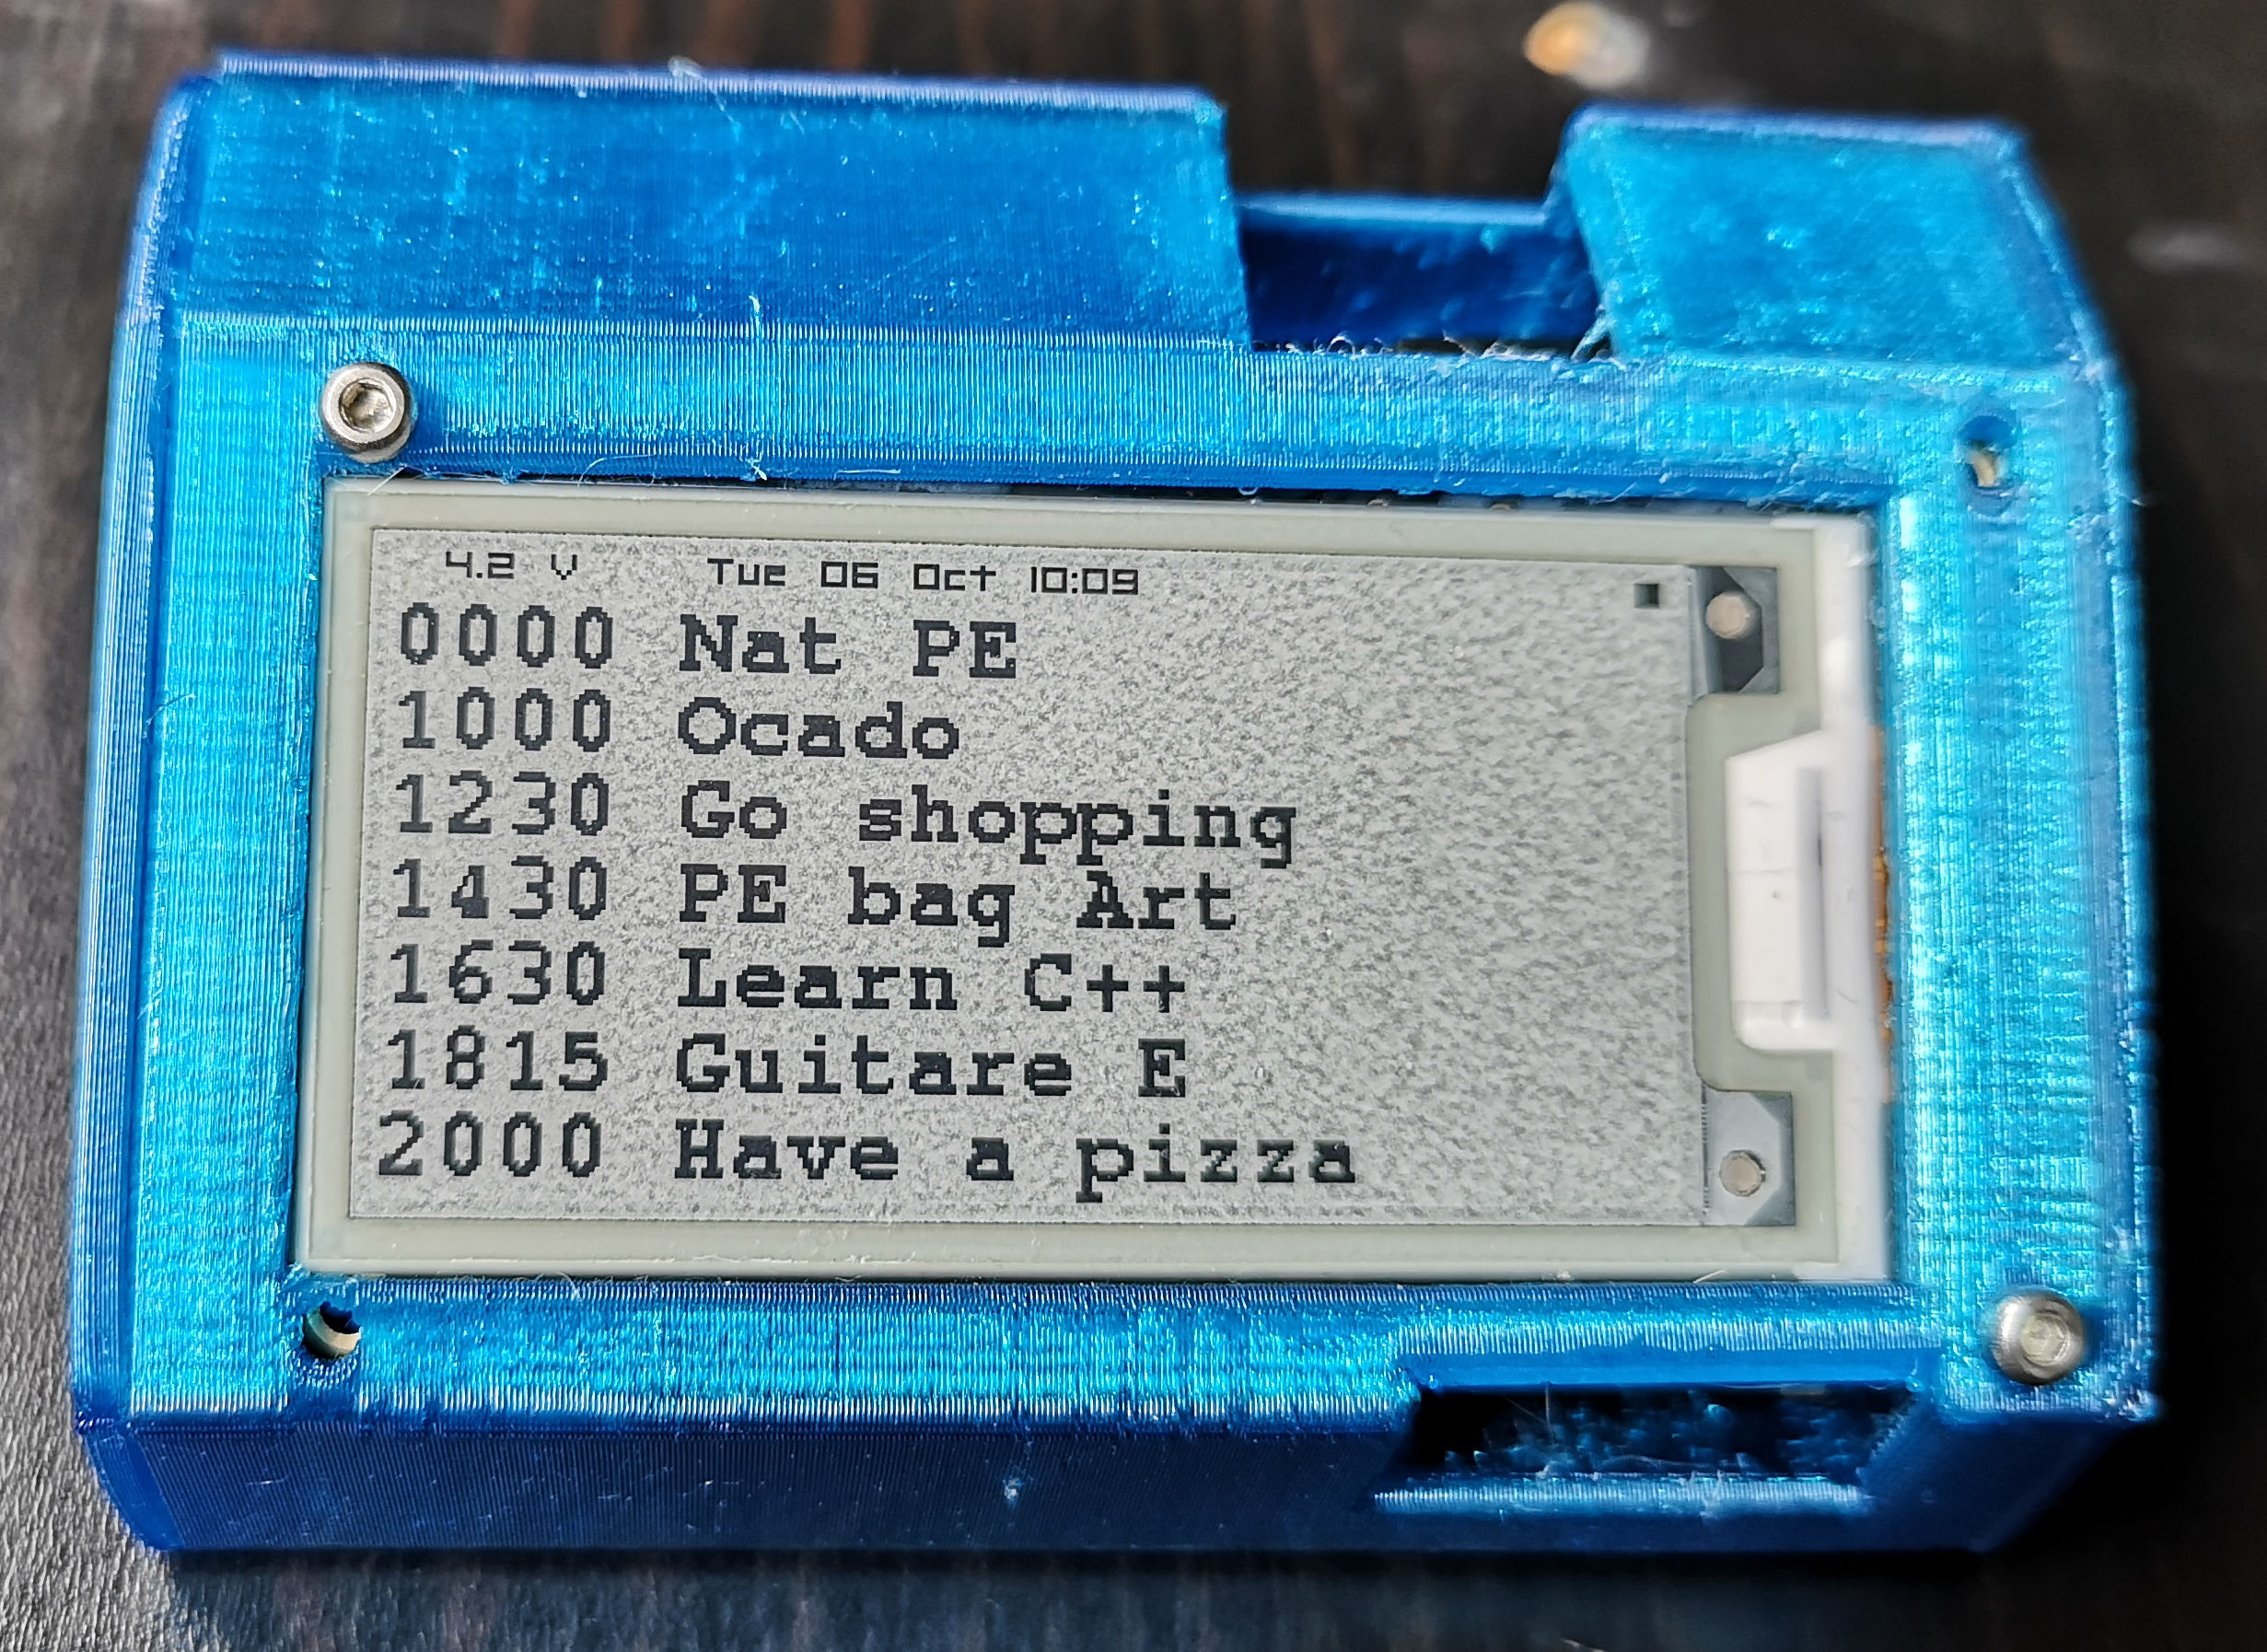 4.2 V Tue 06 Oct 10:09
0000 Nat PE
1000 Ocado
1230 Go shopping
1430 PE bag Art
1630 Learn C++
1815 Guitare E
2000 Have a pizza